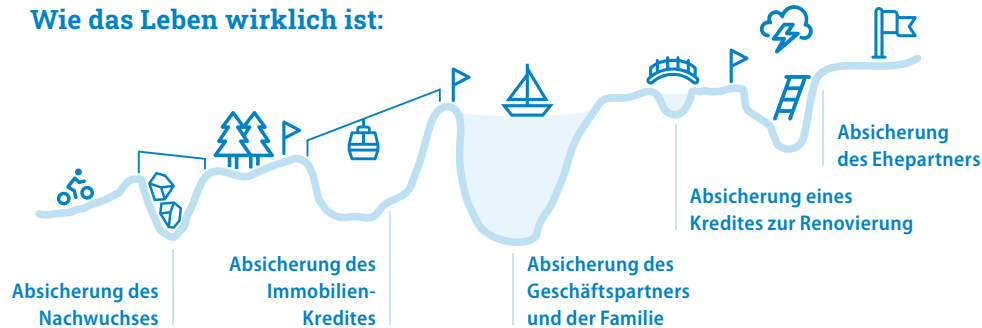 Wie das Leben wirklich ist:
Absicherung des
Nachwuchses
Absicherung des
Immobilien-
Kredites
Absicherung des
Geschäftspartners
und der Familie
Absicherung eines
Kredites zur Renovierung
Absicherung
des Ehepartners